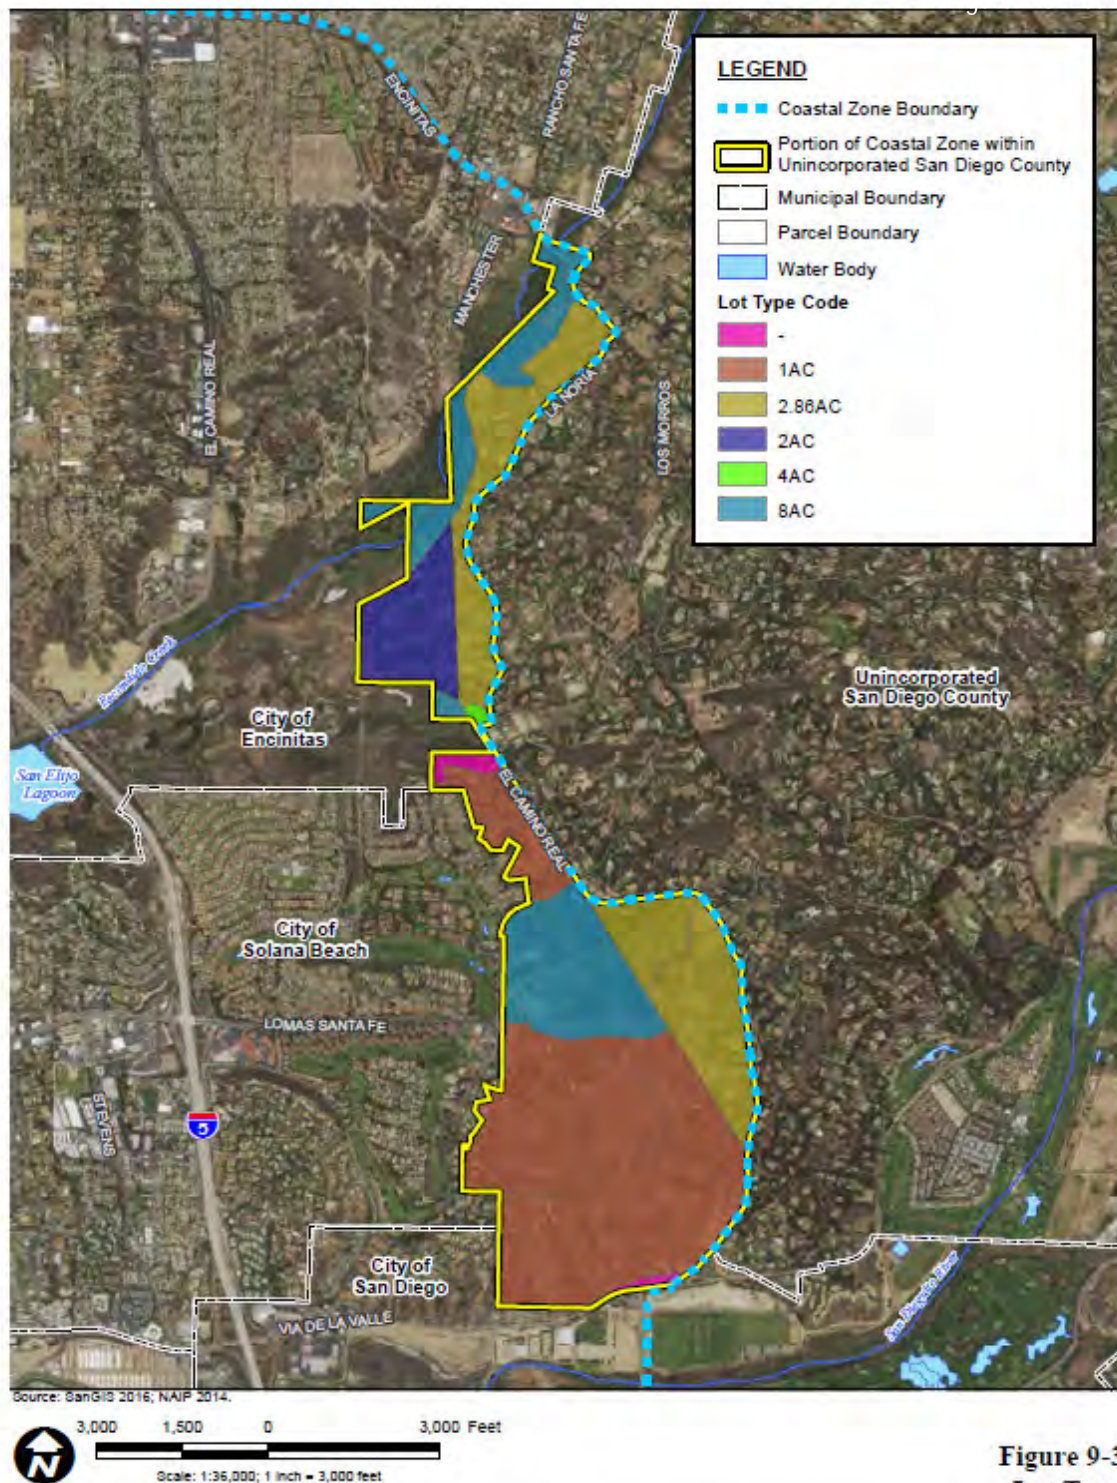 LEGEND
Coastal Zone Boundary
Portion of Coastal Zone within
Unincorporated San Diego County
Municipal Boundary
Parcel Boundary
Water Body
Lot Type Code
-
1AC
2.86AC
2AC
4AC
8AC
ENCINITAS
RANCHO SANTA FE
MANCHESTER
EL CAMINO REAL
LA NORIA
LOS MORROS
Escondido Creek
City of
Encinitas
Unincorporated
San Diego County
San Elijo
Lagoon
EL CAMINO REAL
City of
Solana Beach
LOMAS SANTA FE
STEVENS
5
City of
San Diego
VIA DE LA VALLE
San Dieguito River
Source: SanGIS 2016; NAIP 2014.
3,000 1,500 0 3,000 Feet
N
Scale: 1:36,000; 1 inch = 3,000 feet
Figure 9-3